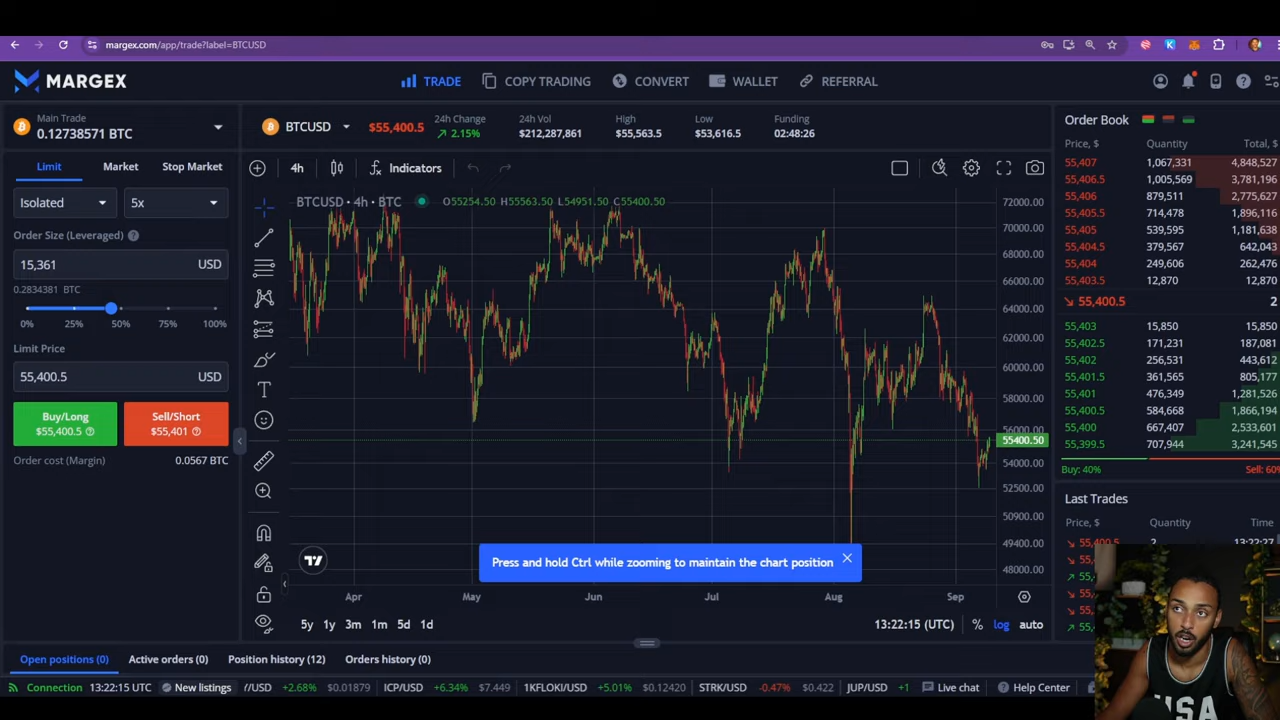 margex.com/app/trade?label=BTCUSD
MARGEX
TRADE COPY TRADING CONVERT WALLET REFERRAL
Main Trade
0.12738571 BTC
BTCUSD $55,400.5
24h Change
2.15%
24h Vol
$212,287,861
High
$55,563.5
Low
$53,616.5
Funding
02:48:26
Limit Market Stop Market
Isolated 5x
Order Size (Leveraged)
15,361 USD
0.2834381 BTC
0% 25% 50% 75% 100%
Limit Price
55,400.5 USD
Buy/Long
$55,400.5
Sell/Short
$55,401
Order cost (Margin) 0.0567 BTC
4h Indicators
BTCUSD • 4h • BTC O55254.50 H55563.50 L54951.50 C55400.50
72000.00
70000.00
68000.00
66000.00
64000.00
62000.00
60000.00
58000.00
56000.00
55400.50
54000.00
52500.00
50900.00
49400.00
48000.00
Press and hold Ctrl while zooming to maintain the chart position
Apr May Jun Jul Aug Sep
5y 1y 3m 1m 5d 1d 13:22:15 (UTC) % log auto
Order Book
Price, $ Quantity Total, $
55,407 1,067,331 4,848,527
55,406.5 1,005,569 3,781,196
55,406 879,511 2,775,627
55,405.5 714,478 1,896,116
55,405 539,595 1,181,638
55,404.5 379,567 642,043
55,404 249,606 262,476
55,403.5 12,870 12,870
55,400.5 2
55,403 15,850 15,850
55,402.5 171,231 187,081
55,402 256,531 443,612
55,401.5 361,565 805,177
55,401 476,349 1,281,526
55,400.5 584,668 1,866,194
55,400 667,407 2,533,601
55,399.5 707,944 3,241,545
Buy: 40% Sell: 60%
Last Trades
Price, $ Quantity Time
55,400.5 2 13:22:27
Open positions (0) Active orders (0) Position history (12) Orders history (0)
Connection 13:22:15 UTC New listings /USD +2.68% $0.01879 ICP/USD +6.34% $7.449 1KFLOKI/USD +5.01% $0.12420 STRK/USD -0.47% $0.422 JUP/USD +1 Live chat Help Center
USA